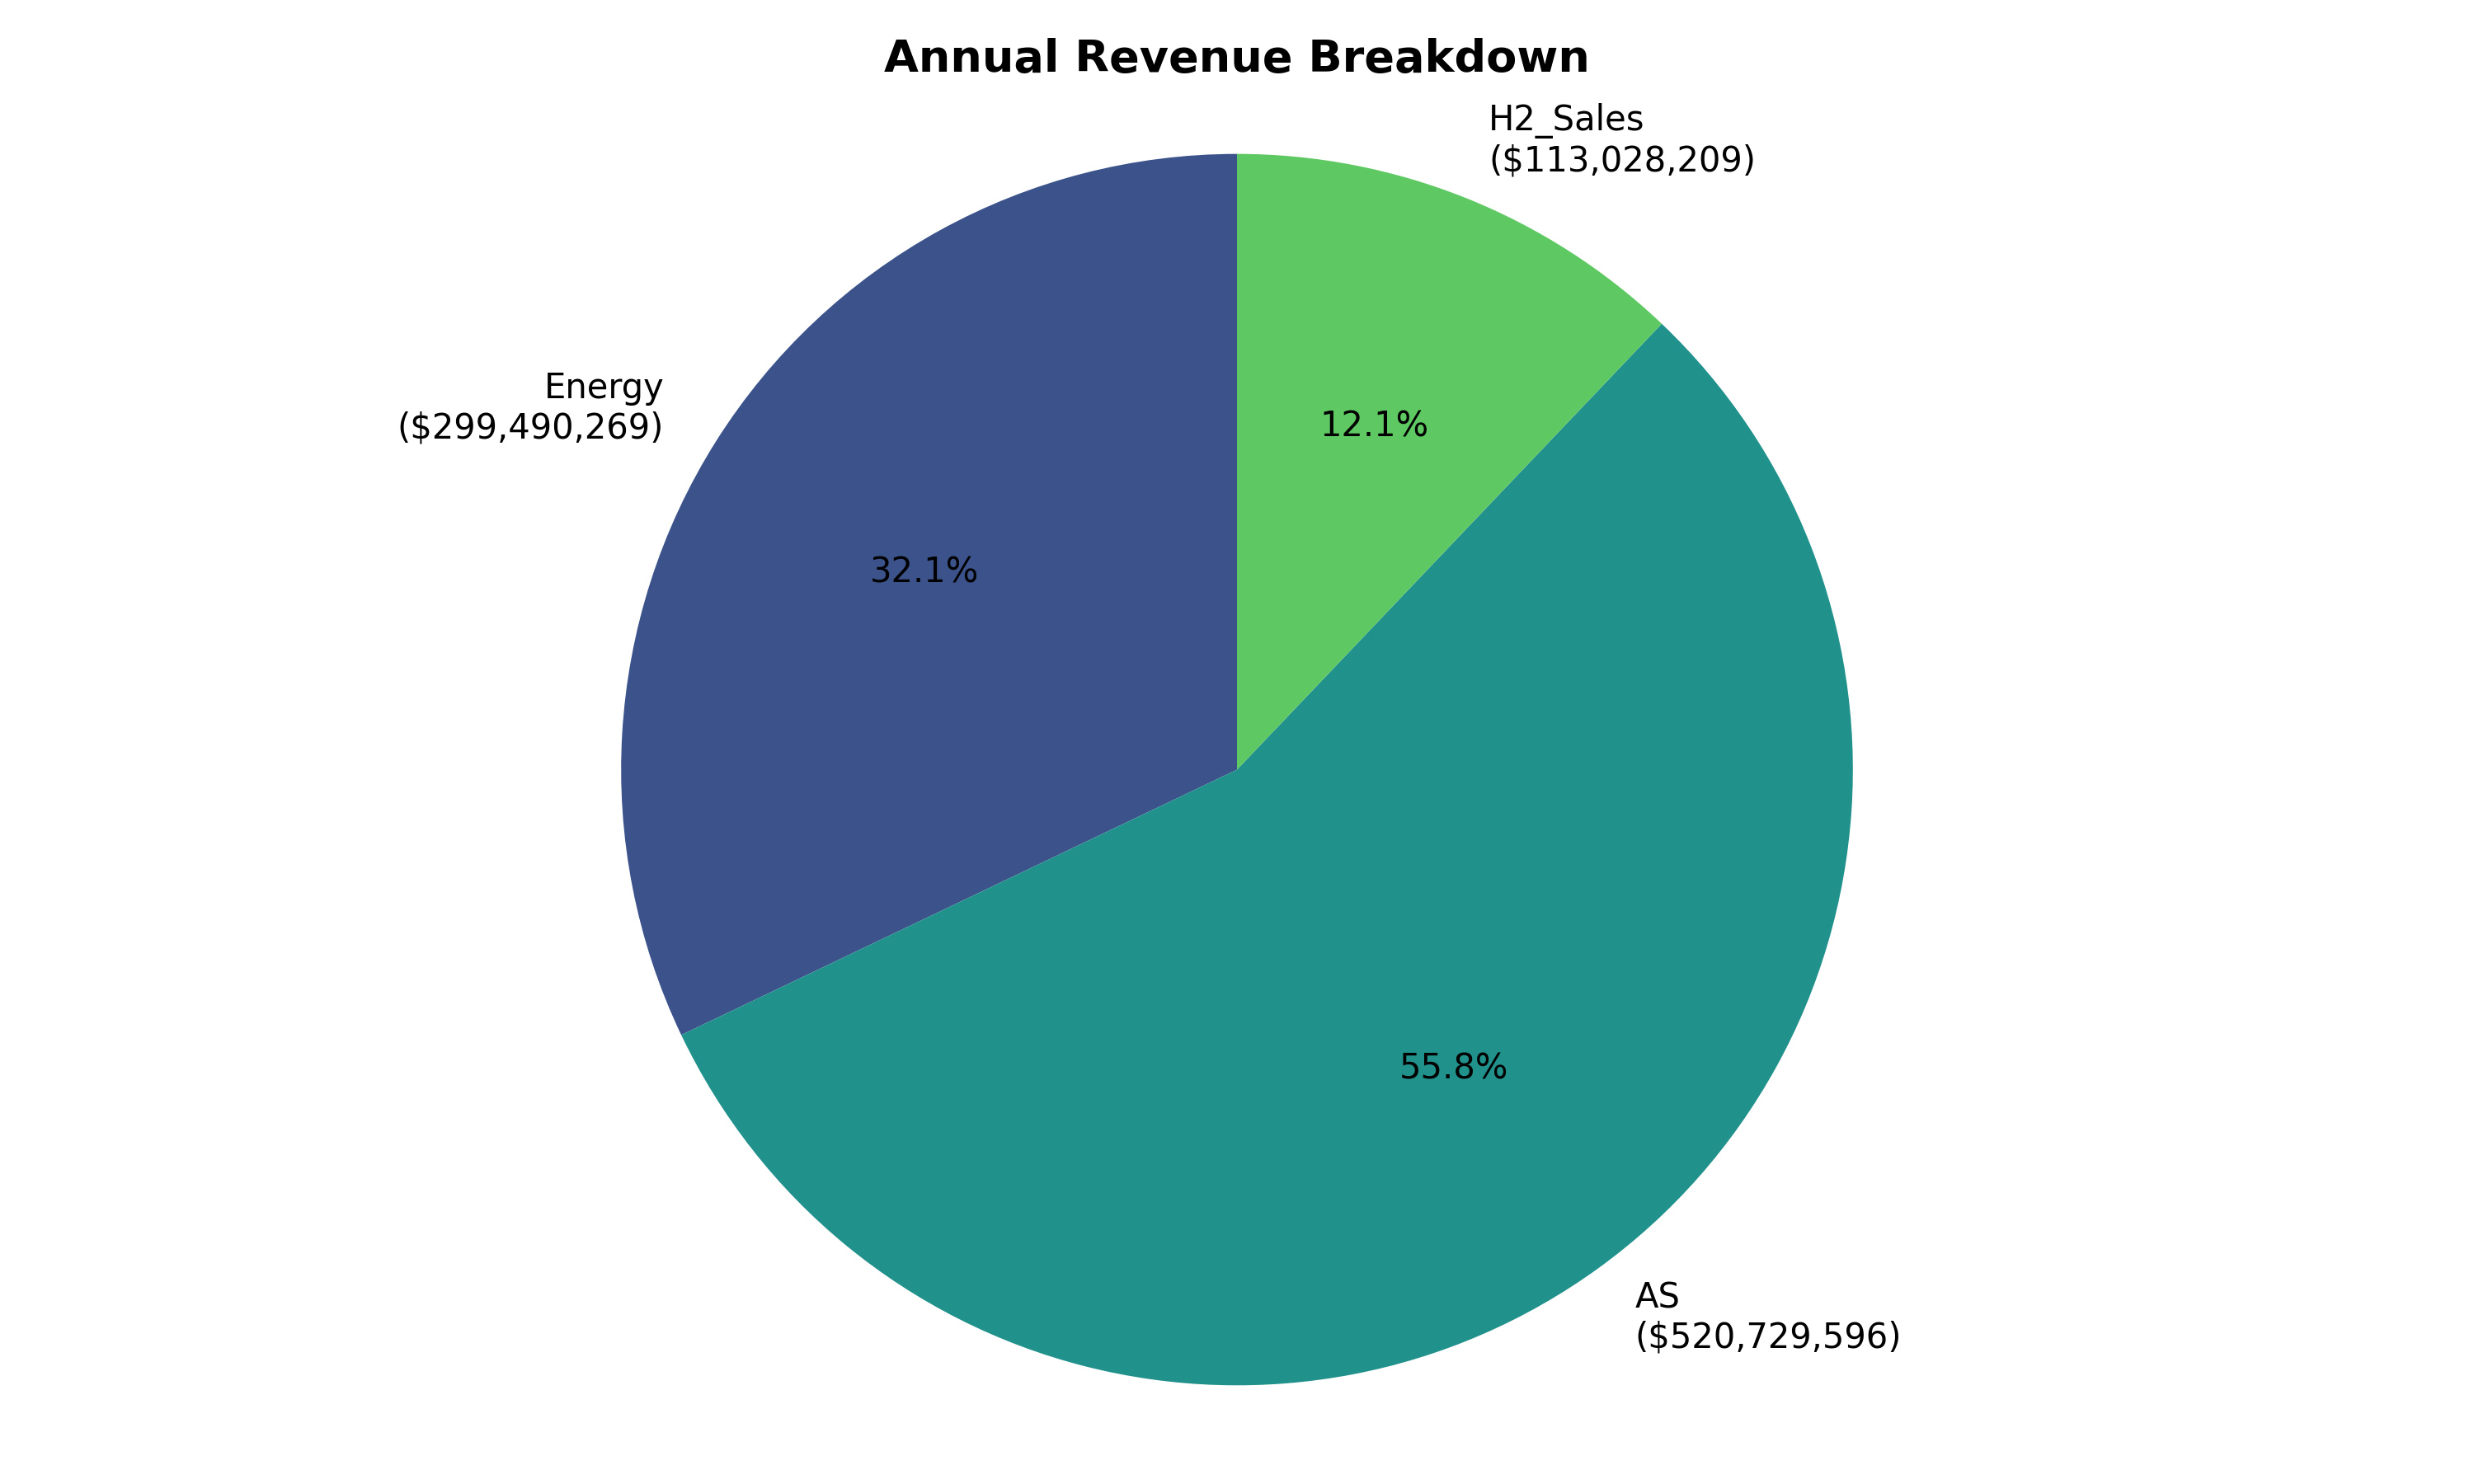 Annual Revenue Breakdown
H2_Sales
($113,028,209)
Energy
($299,490,269)
12.1%
32.1%
55.8%
AS
($520,729,596)